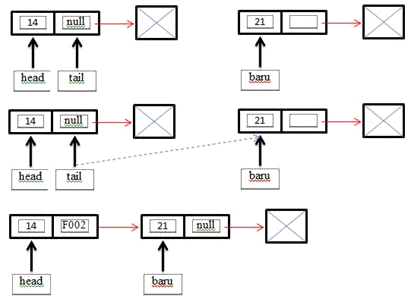 14 null 21
head tail baru
14 null 21
head tail baru
14 F002 21 null
head baru